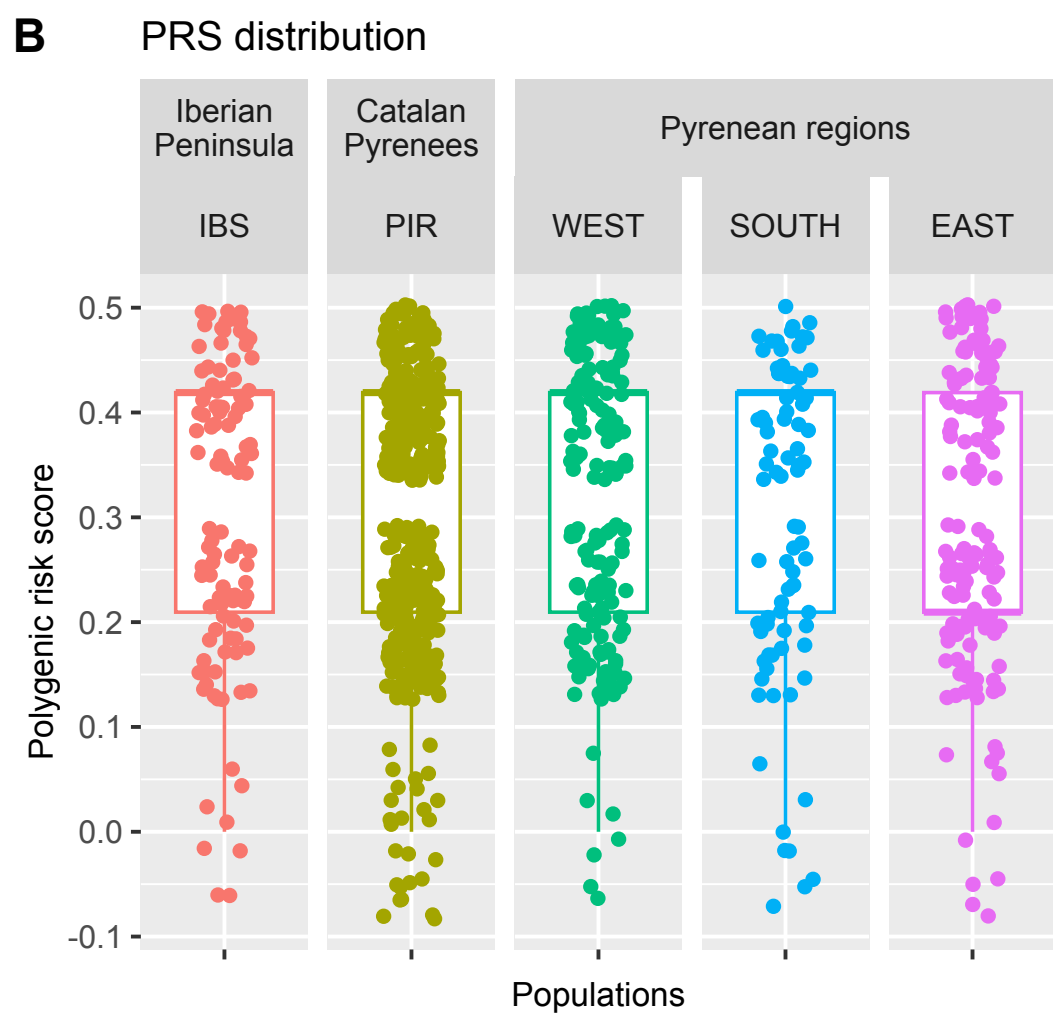 B PRS distribution
Iberian
Peninsula
Catalan
Pyrenees
Pyrenean regions
IBS
PIR
WEST
SOUTH
EAST
Polygenic risk score
0.5
0.4
0.3
0.2
0.1
0.0
-0.1
Populations